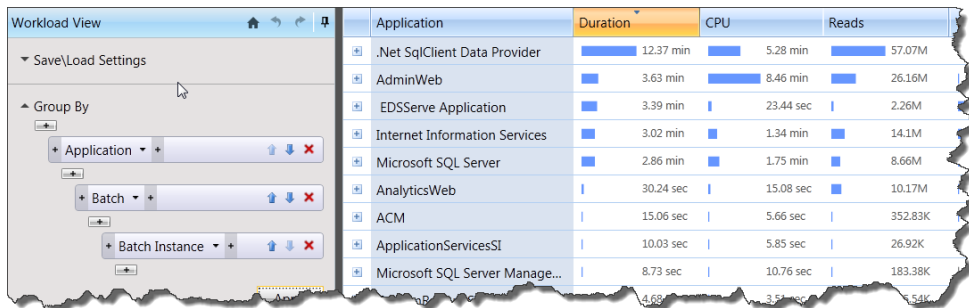 Workload View
Save\Load Settings
Group By
Application
Batch
Batch Instance
Application Duration CPU Reads
.Net SqlClient Data Provider 12.37 min 5.28 min 57.07M
AdminWeb 3.63 min 8.46 min 26.16M
EDSServe Application 3.39 min 23.44 sec 2.26M
Internet Information Services 3.02 min 1.34 min 14.1M
Microsoft SQL Server 2.86 min 1.75 min 8.66M
AnalyticsWeb 30.24 sec 15.08 sec 10.17M
ACM 15.06 sec 5.66 sec 352.83K
ApplicationServicesSI 10.03 sec 5.85 sec 26.92K
Microsoft SQL Server Manage... 8.73 sec 10.76 sec 183.38K